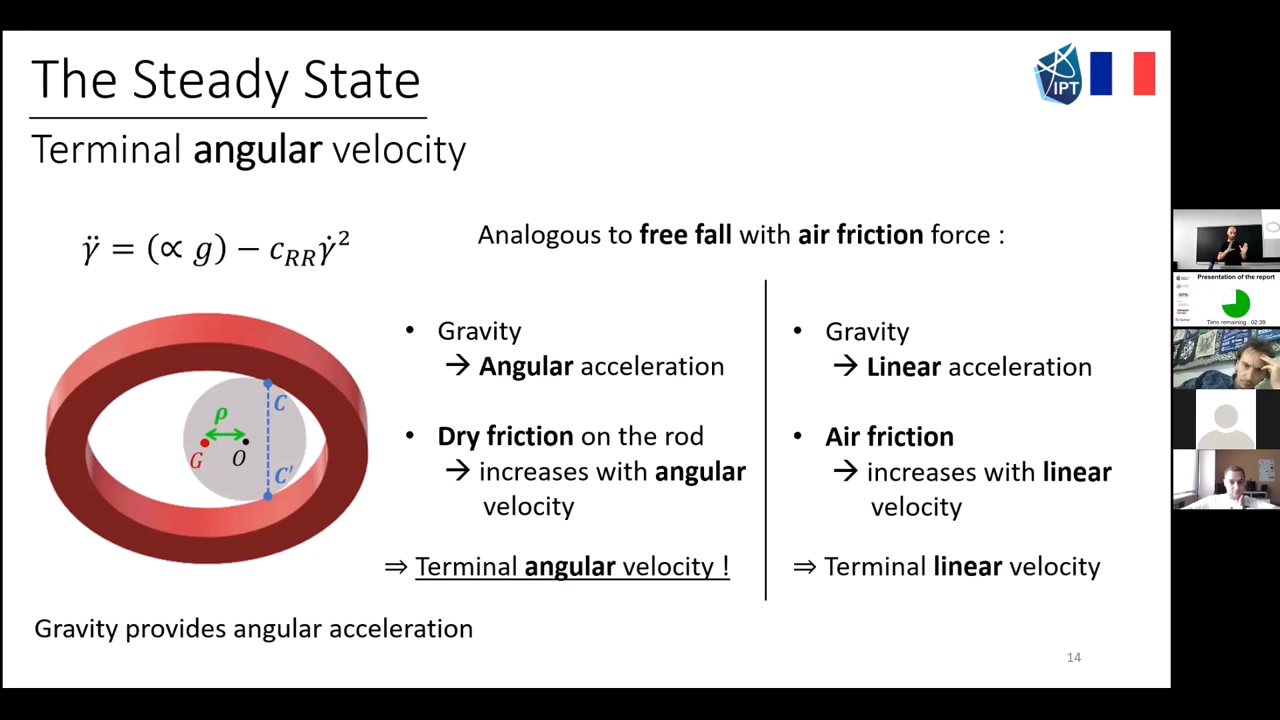 The Steady State
IPT
Terminal angular velocity
γ̈ = (∝ g) − c_RR γ̇²
Analogous to free fall with air friction force :
• Gravity
→ Angular acceleration
• Dry friction on the rod
→ increases with angular
velocity
⇒ Terminal angular velocity !
• Gravity
→ Linear acceleration
• Air friction
→ increases with linear
velocity
⇒ Terminal linear velocity
ρ
G
O
C
C'
Gravity provides angular acceleration
14
Presentation of the report
Time remaining : 02:39